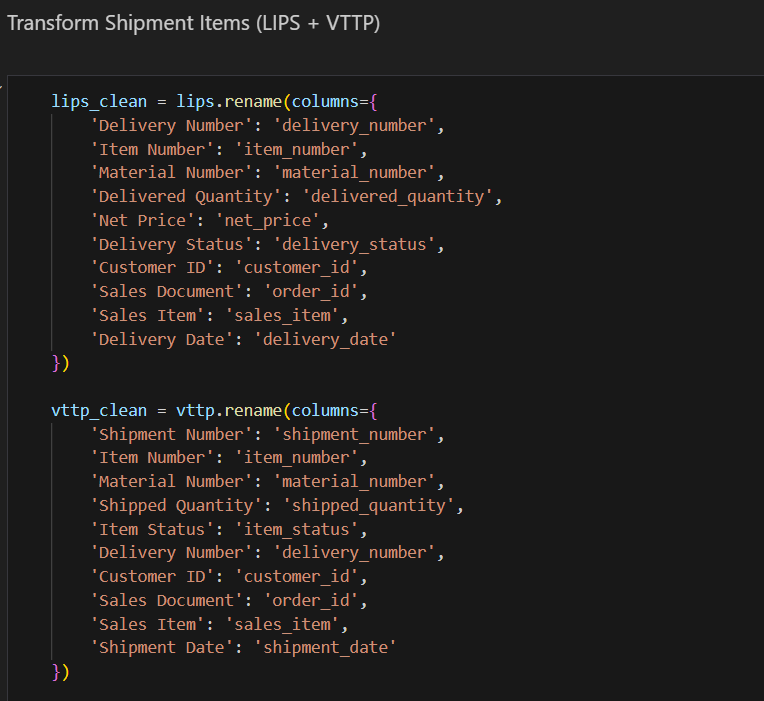 Transform Shipment Items (LIPS + VTTP)
lips_clean = lips.rename(columns={
    'Delivery Number': 'delivery_number',
    'Item Number': 'item_number',
    'Material Number': 'material_number',
    'Delivered Quantity': 'delivered_quantity',
    'Net Price': 'net_price',
    'Delivery Status': 'delivery_status',
    'Customer ID': 'customer_id',
    'Sales Document': 'order_id',
    'Sales Item': 'sales_item',
    'Delivery Date': 'delivery_date'
})
vttp_clean = vttp.rename(columns={
    'Shipment Number': 'shipment_number',
    'Item Number': 'item_number',
    'Material Number': 'material_number',
    'Shipped Quantity': 'shipped_quantity',
    'Item Status': 'item_status',
    'Delivery Number': 'delivery_number',
    'Customer ID': 'customer_id',
    'Sales Document': 'order_id',
    'Sales Item': 'sales_item',
    'Shipment Date': 'shipment_date'
})